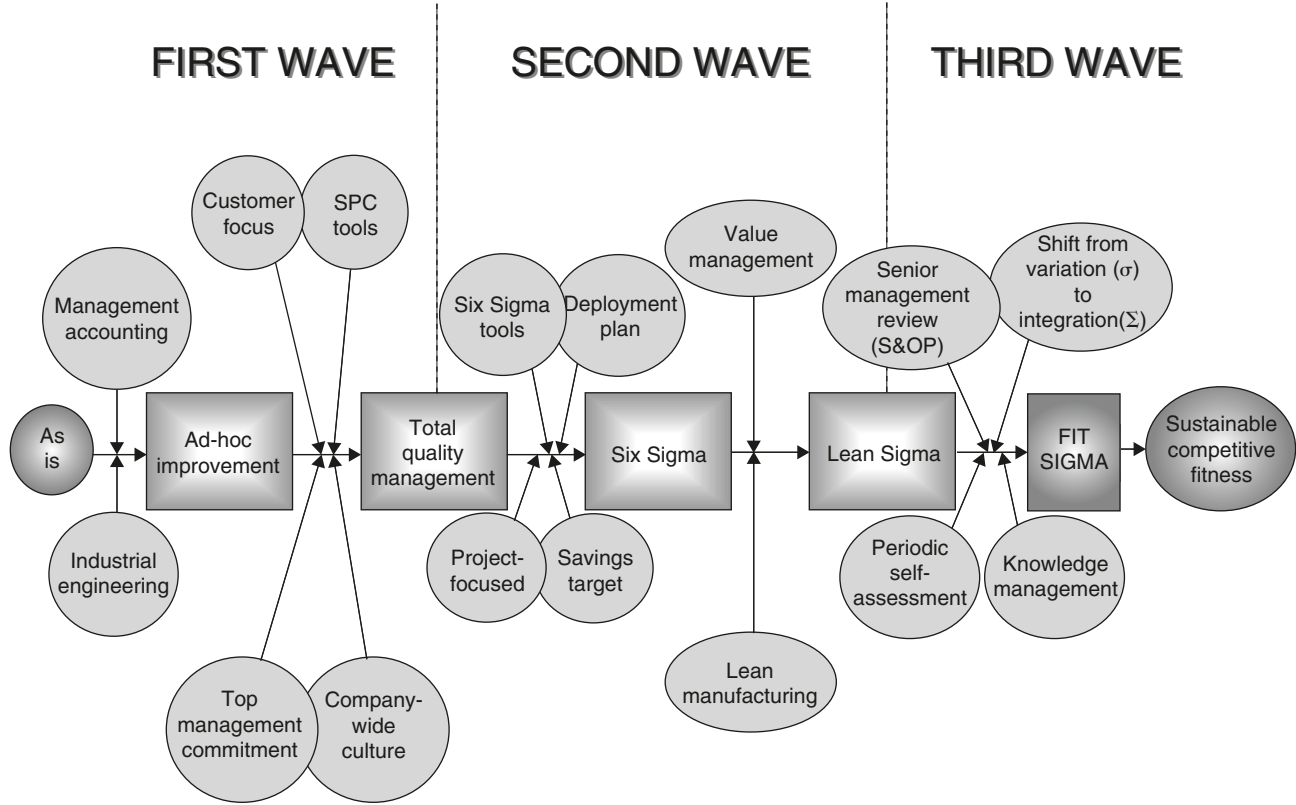 FIRST WAVE
SECOND WAVE
THIRD WAVE
Customer
focus
SPC
tools
Management
accounting
As
is
Ad-hoc
improvement
Industrial
engineering
Top
management
commitment
Company-
wide
culture
Total
quality
management
Six Sigma
tools
Deployment
plan
Project-
focused
Savings
target
Six Sigma
Value
management
Lean
manufacturing
Lean Sigma
Senior
management
review
(S&OP)
Shift from
variation (σ)
to
integration(Σ)
Periodic
self-
assessment
Knowledge
management
FIT
SIGMA
Sustainable
competitive
fitness